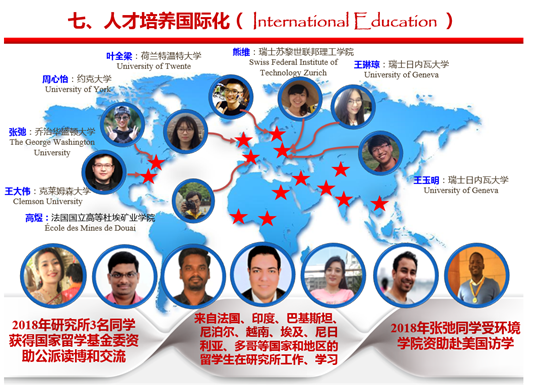 七、人才培养国际化（ International Education ）
叶全梁：荷兰特温特大学
University of Twente
熊维：瑞士苏黎世联邦理工学院
Swiss Federal Institute of
Technology Zurich
王琳琼：瑞士日内瓦大学
University of Geneva
周心怡：约克大学
University of York
张弛：乔治华盛顿大学
The George Washington
University
王大伟：克莱姆森大学
Clemson University
王玉明：瑞士日内瓦大学
University of Geneva
高煜：法国国立高等杜埃矿业学院
École des Mines de Douai
2018年研究所3名同学
获得国家留学基金委资
助公派读博和交流
来自法国、印度、巴基斯坦、
尼泊尔、越南、埃及、尼日
利亚、多哥等国家和地区的
留学生在研究所工作、学习
2018年张弛同学受环境
学院资助赴美国访学